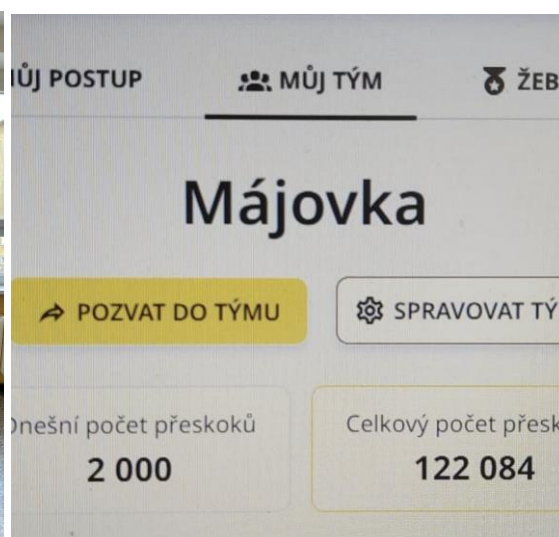 ŮJ POSTUP MŮJ TÝM ŽEB
Májovka
POZVAT DO TÝMU SPRAVOVAT TÝ
Dnešní počet přeskoků Celkový počet přesk
2 000 122 084